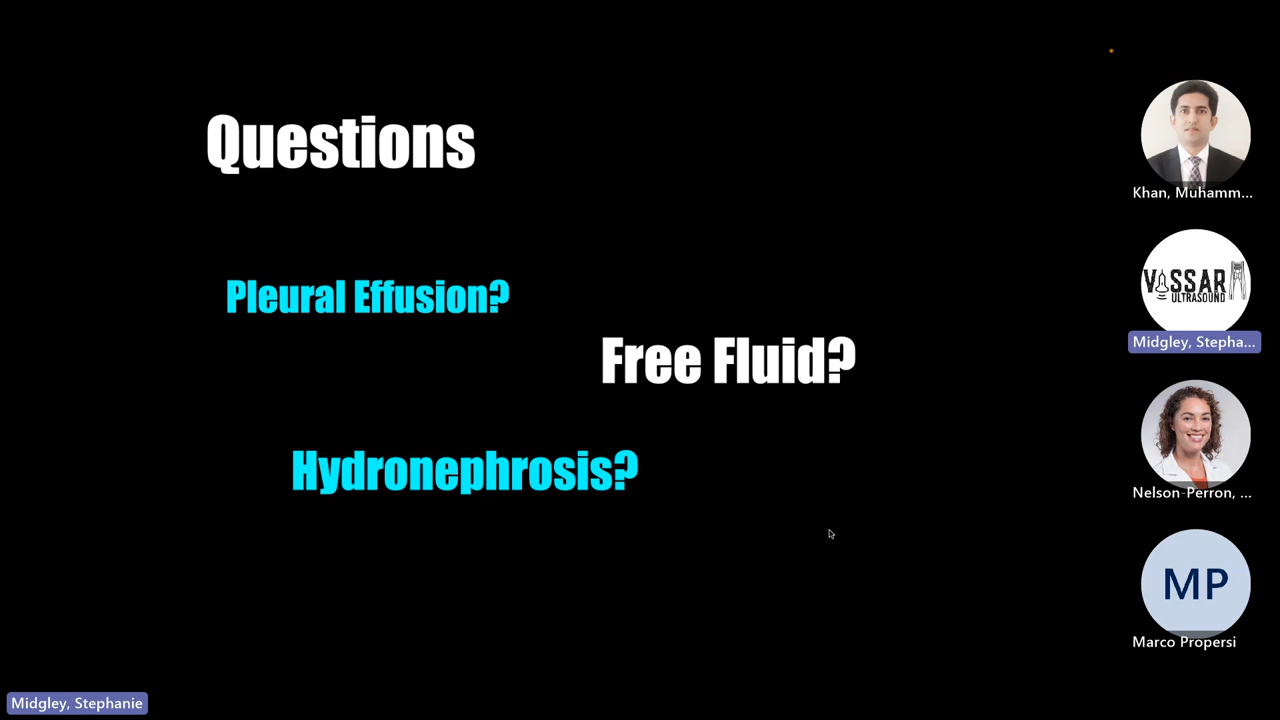 Questions
Pleural Effusion?
Free Fluid?
Hydronephrosis?
Khan, Muhamm...
VASSAR
ULTRASOUND
Midgley, Stepha...
Nelson-Perron, ...
MP
Marco Propersi
Midgley, Stephanie